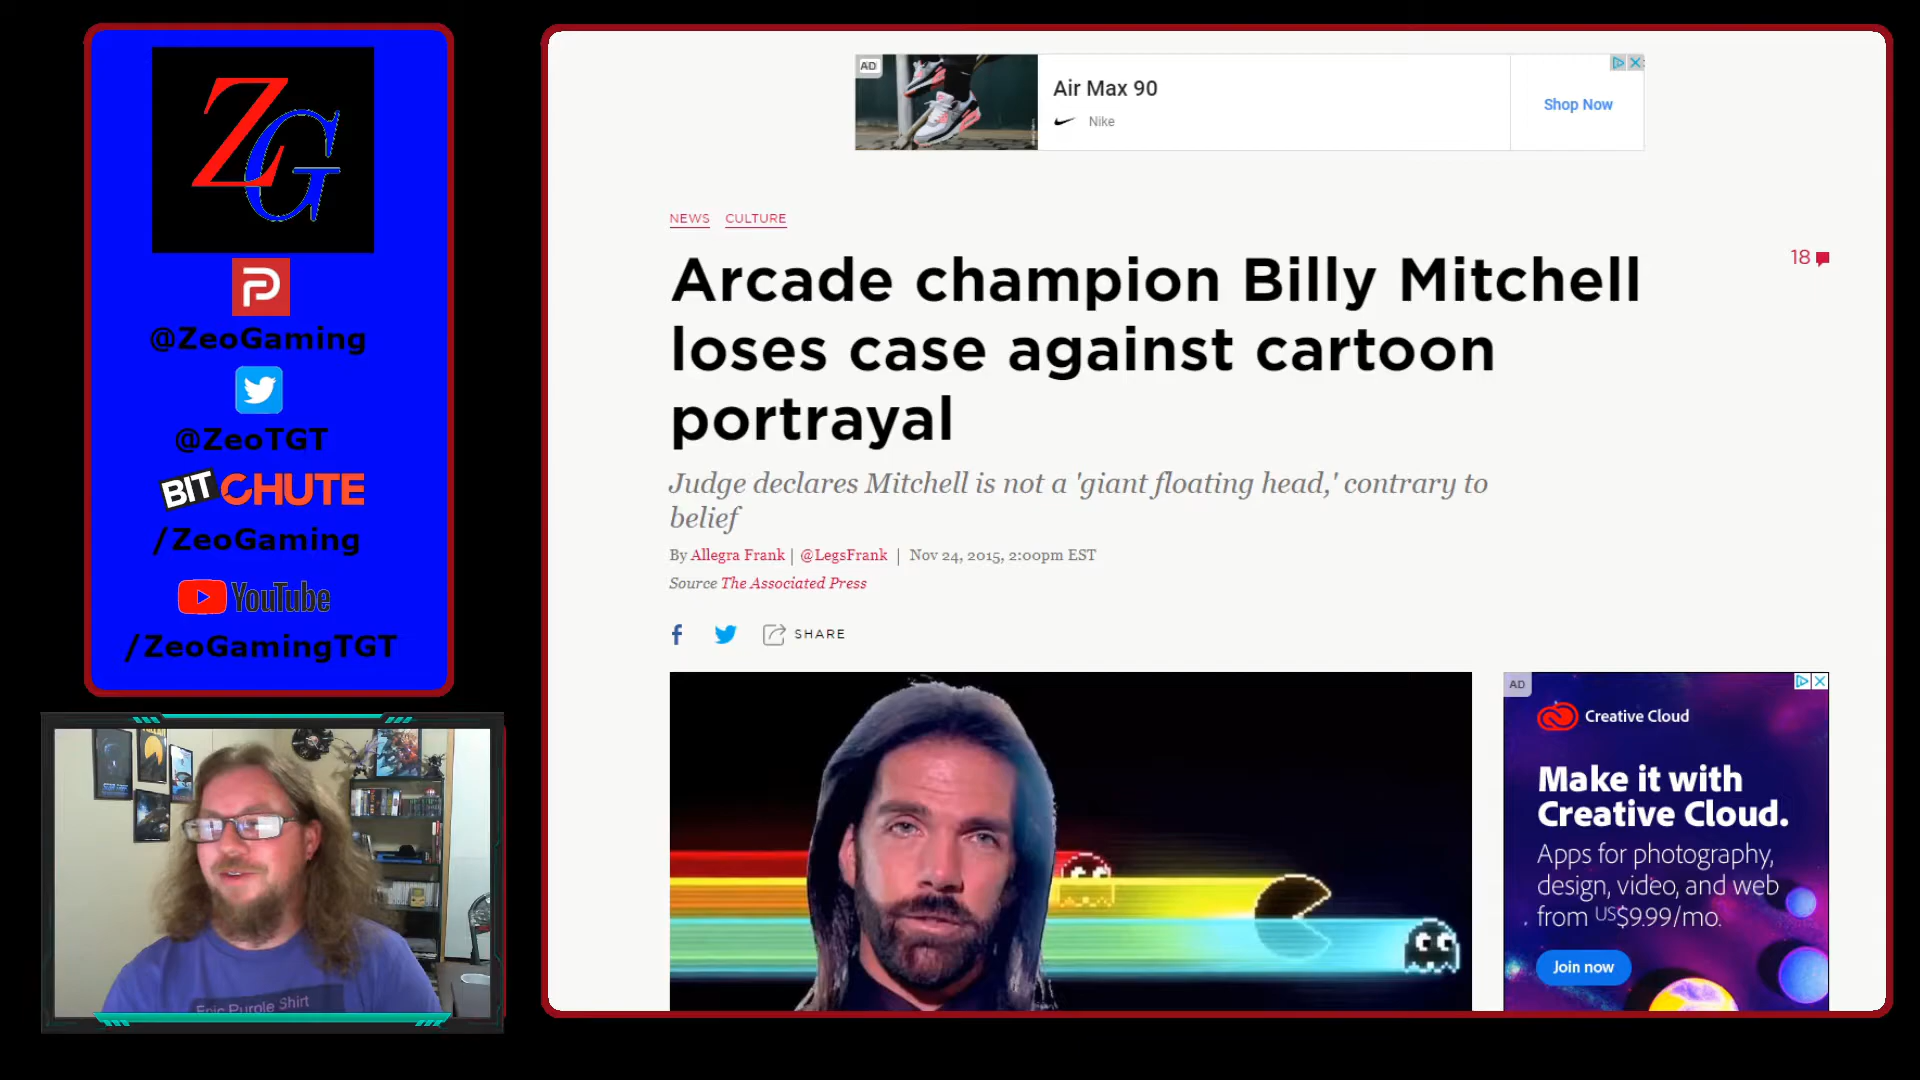 ZG
@ZeoGaming
@ZeoTGT
BIT CHUTE
/ZeoGaming
YouTube
/ZeoGamingTGT
Epic Purple Shirt
AD
Air Max 90
Nike
Shop Now
NEWS CULTURE
Arcade champion Billy Mitchell
loses case against cartoon
portrayal
18
Judge declares Mitchell is not a 'giant floating head,' contrary to
belief
By Allegra Frank | @LegsFrank | Nov 24, 2015, 2:00pm EST
Source The Associated Press
SHARE
AD
Creative Cloud
Make it with
Creative Cloud.
Apps for photography,
design, video, and web
from US$9.99/mo.
Join now